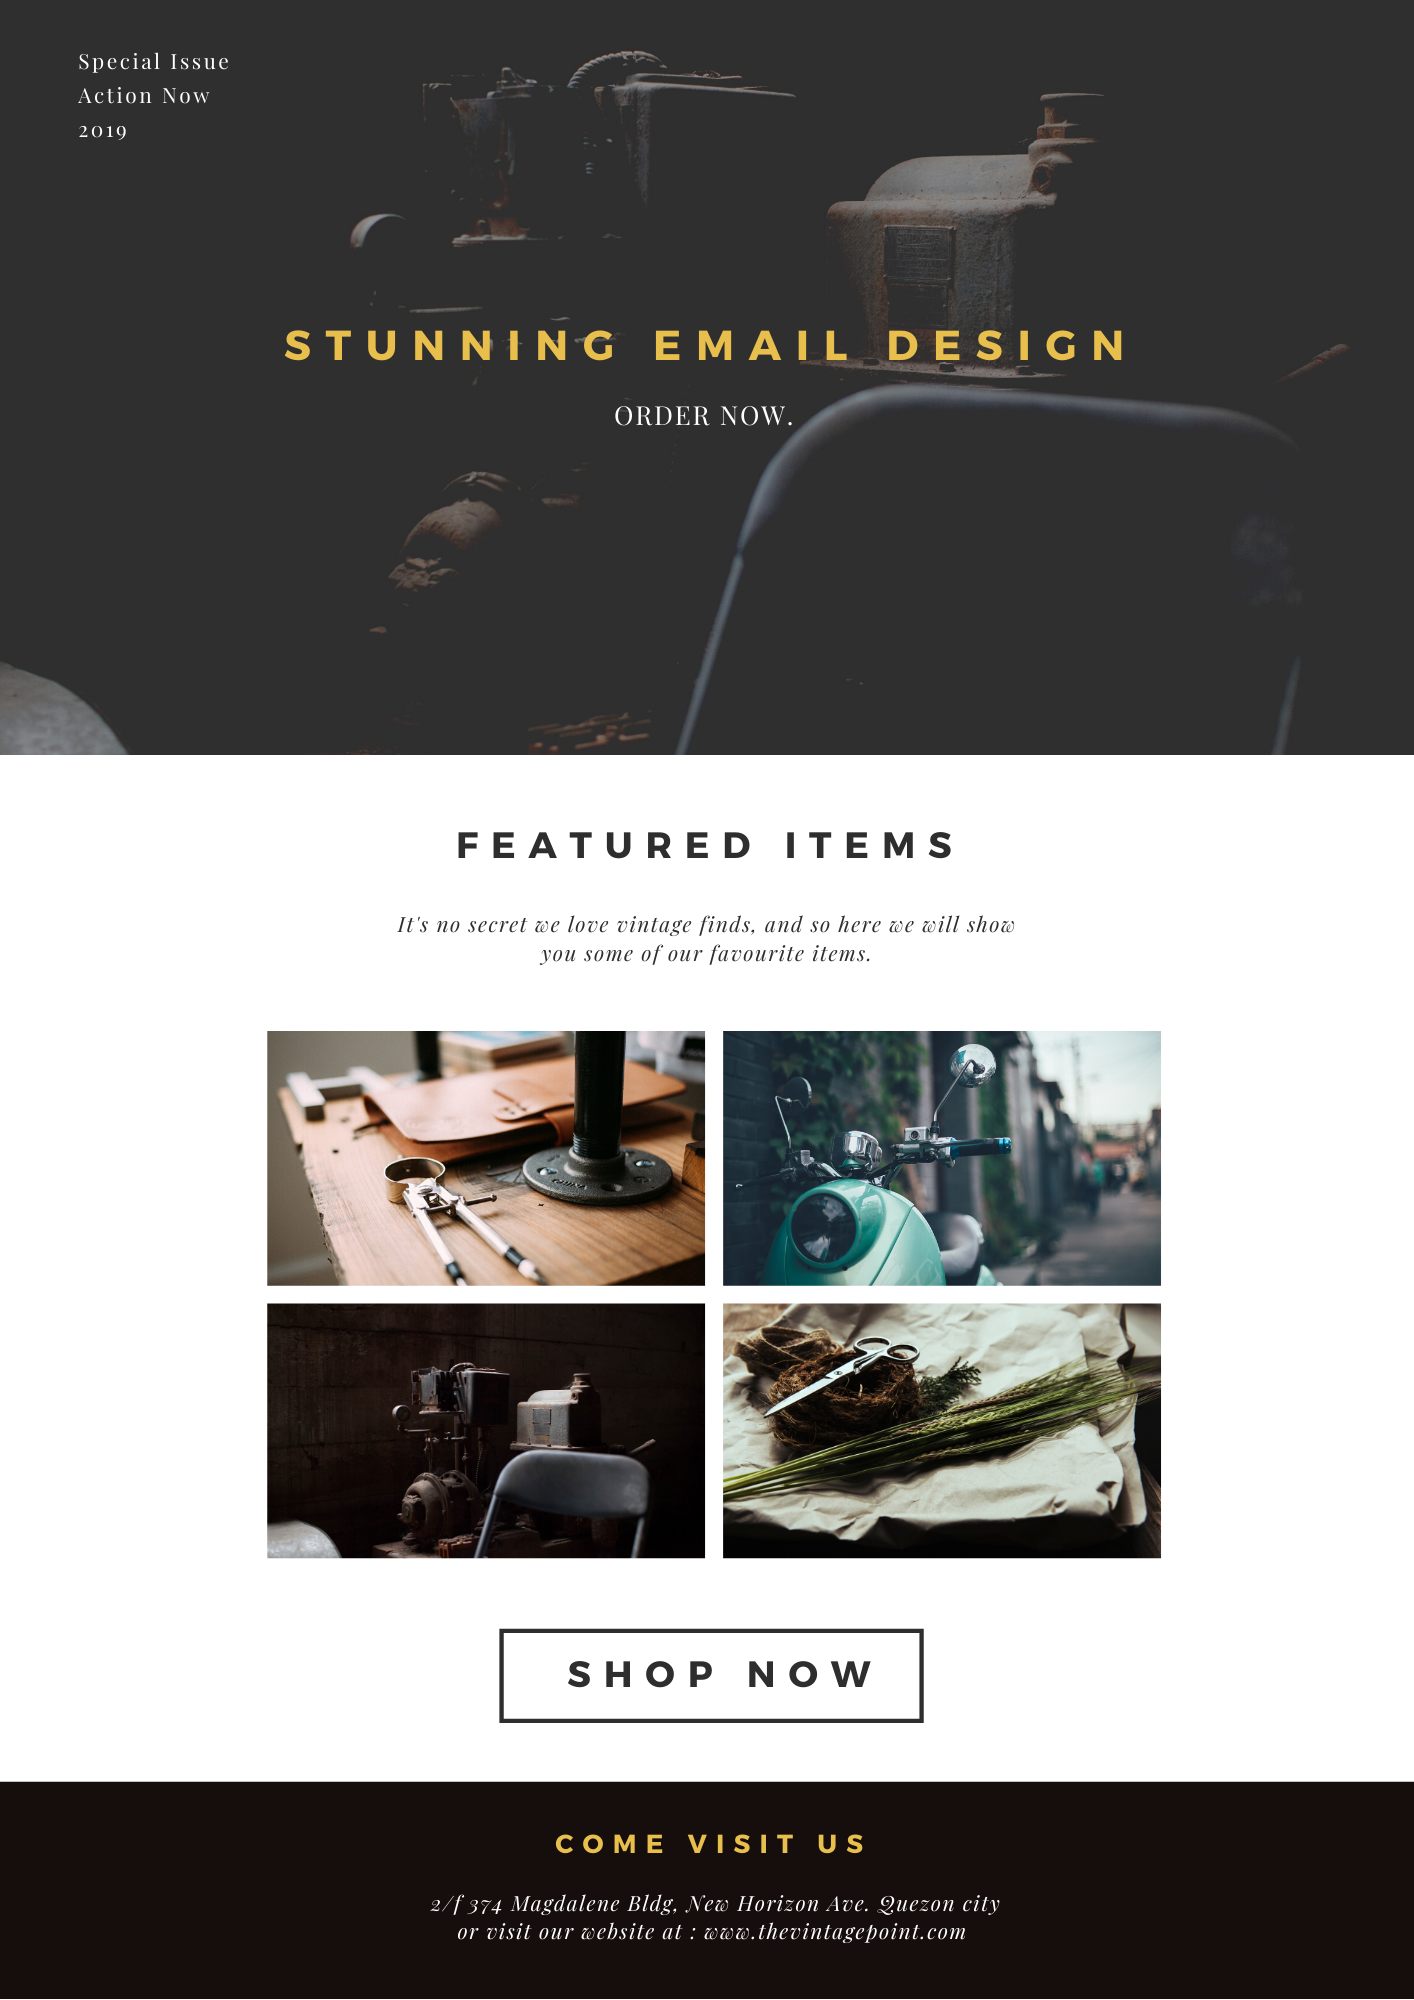 Special Issue
Action Now
2019
STUNNING EMAIL DESIGN
ORDER NOW.
FEATURED ITEMS
It's no secret we love vintage finds, and so here we will show
you some of our favourite items.
SHOP NOW
COME VISIT US
2/f 374 Magdalene Bldg, New Horizon Ave. Quezon city
or visit our website at : www.thevintagepoint.com